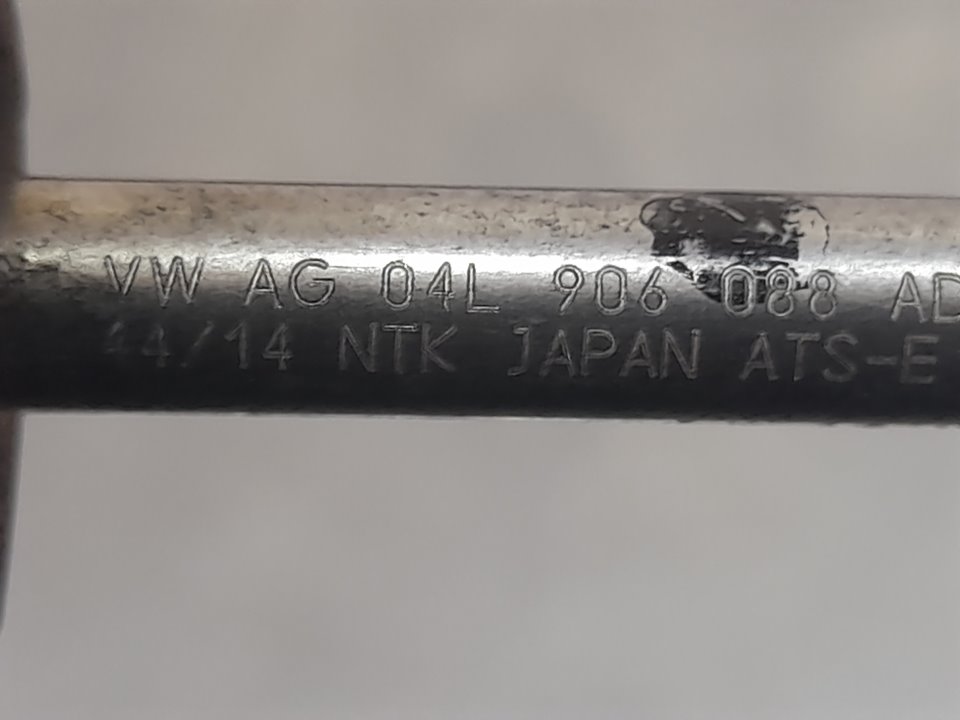 VW AG 04L 906 088 AD
44/14 NTK JAPAN ATS-E